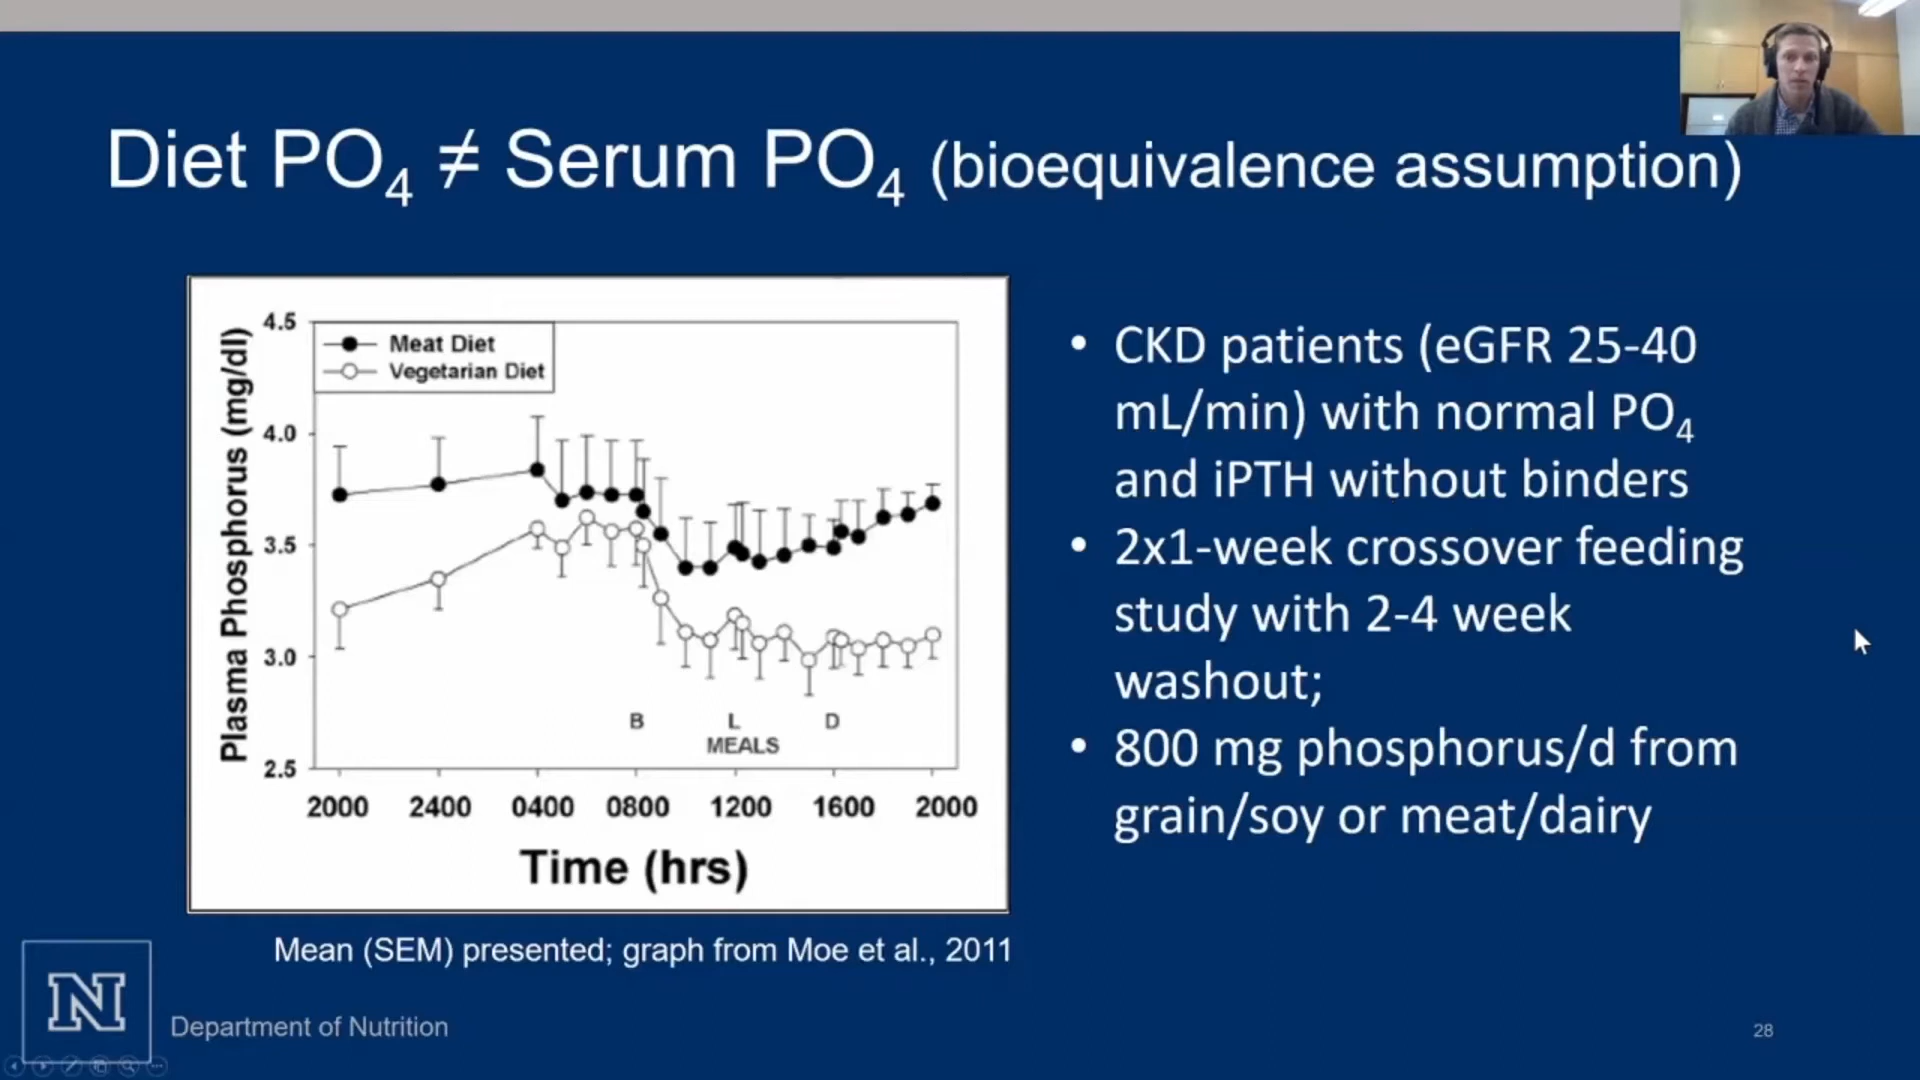 Diet PO₄ ≠ Serum PO₄ (bioequivalence assumption)
4.5
4.0
3.5
3.0
2.5
Plasma Phosphorus (mg/dl)
Meat Diet
Vegetarian Diet
B L D
MEALS
2000 2400 0400 0800 1200 1600 2000
Time (hrs)
Mean (SEM) presented; graph from Moe et al., 2011
• CKD patients (eGFR 25-40
mL/min) with normal PO₄
and iPTH without binders
• 2x1-week crossover feeding
study with 2-4 week
washout;
• 800 mg phosphorus/d from
grain/soy or meat/dairy
N
Department of Nutrition
28